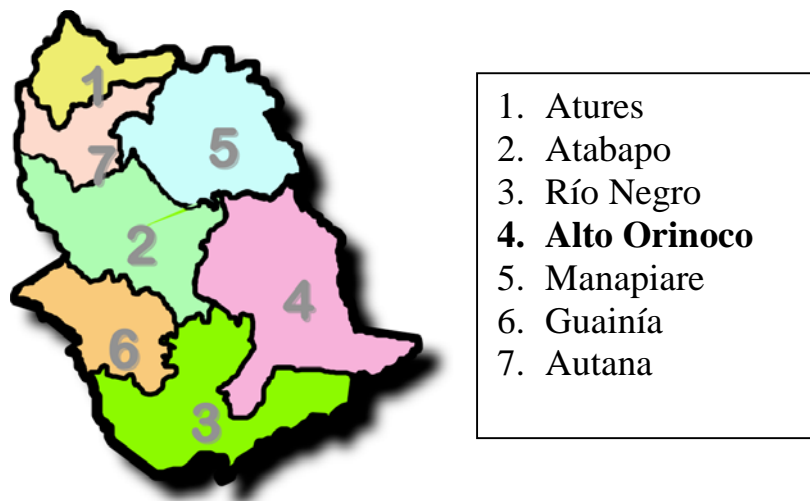 1
5
7
2
4
6
3
1. Atures
2. Atabapo
3. Río Negro
4. Alto Orinoco
5. Manapiare
6. Guainía
7. Autana